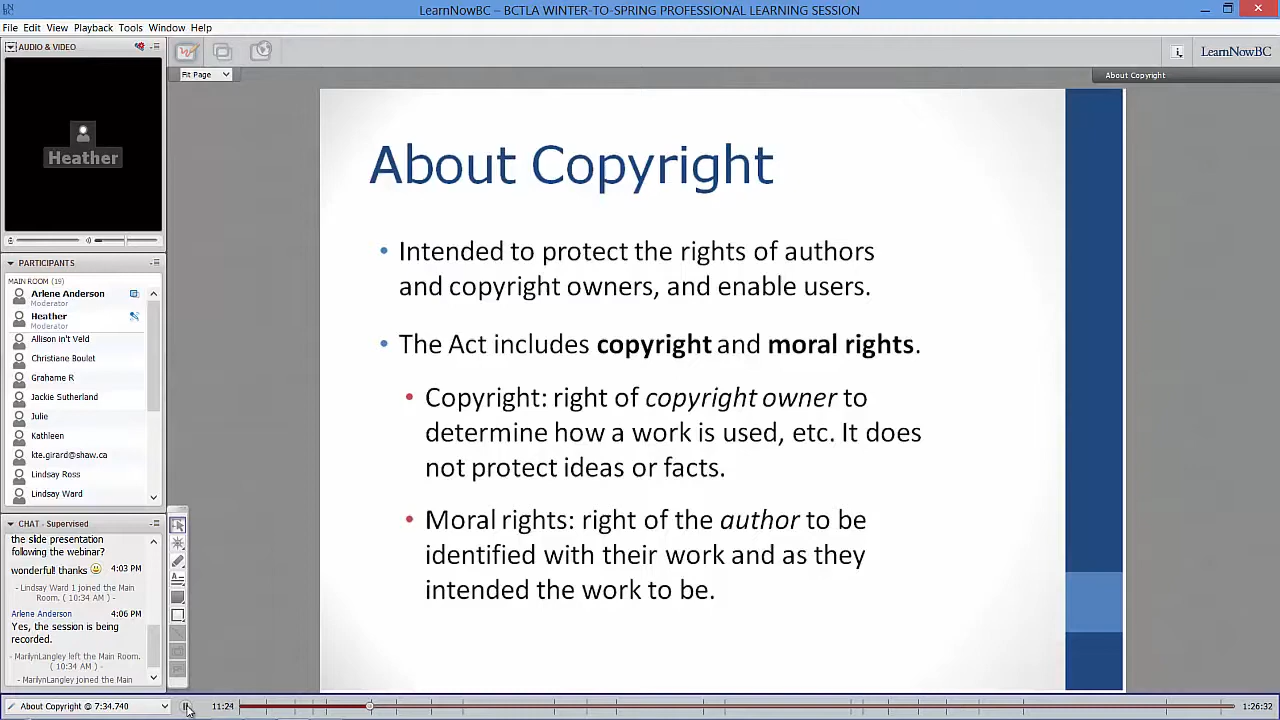 LearnNowBC – BCTLA WINTER-TO-SPRING PROFESSIONAL LEARNING SESSION
File Edit View Playback Tools Window Help
AUDIO & VIDEO
LearnNowBC
Fit Page
About Copyright
Heather
PARTICIPANTS
MAIN ROOM (19)
Arlene Anderson
Moderator
Heather
Moderator
Allison in't Veld
Christiane Boulet
Grahame R
Jackie Sutherland
Julie
Kathleen
kte.girard@shaw.ca
Lindsay Ross
Lindsay Ward
CHAT - Supervised
the slide presentation
following the webinar?
wonderful! thanks 4:03 PM
- Lindsay Ward 1 joined the Main
Room. ( 10:34 AM ) -
Arlene Anderson 4:06 PM
Yes, the session is being
recorded.
- MarilynLangley left the Main Room.
( 10:34 AM ) -
- MarilynLangley joined the Main
About Copyright
• Intended to protect the rights of authors
and copyright owners, and enable users.
• The Act includes copyright and moral rights.
• Copyright: right of copyright owner to
determine how a work is used, etc. It does
not protect ideas or facts.
• Moral rights: right of the author to be
identified with their work and as they
intended the work to be.
About Copyright @ 7:34.740
11:24
1:26:32